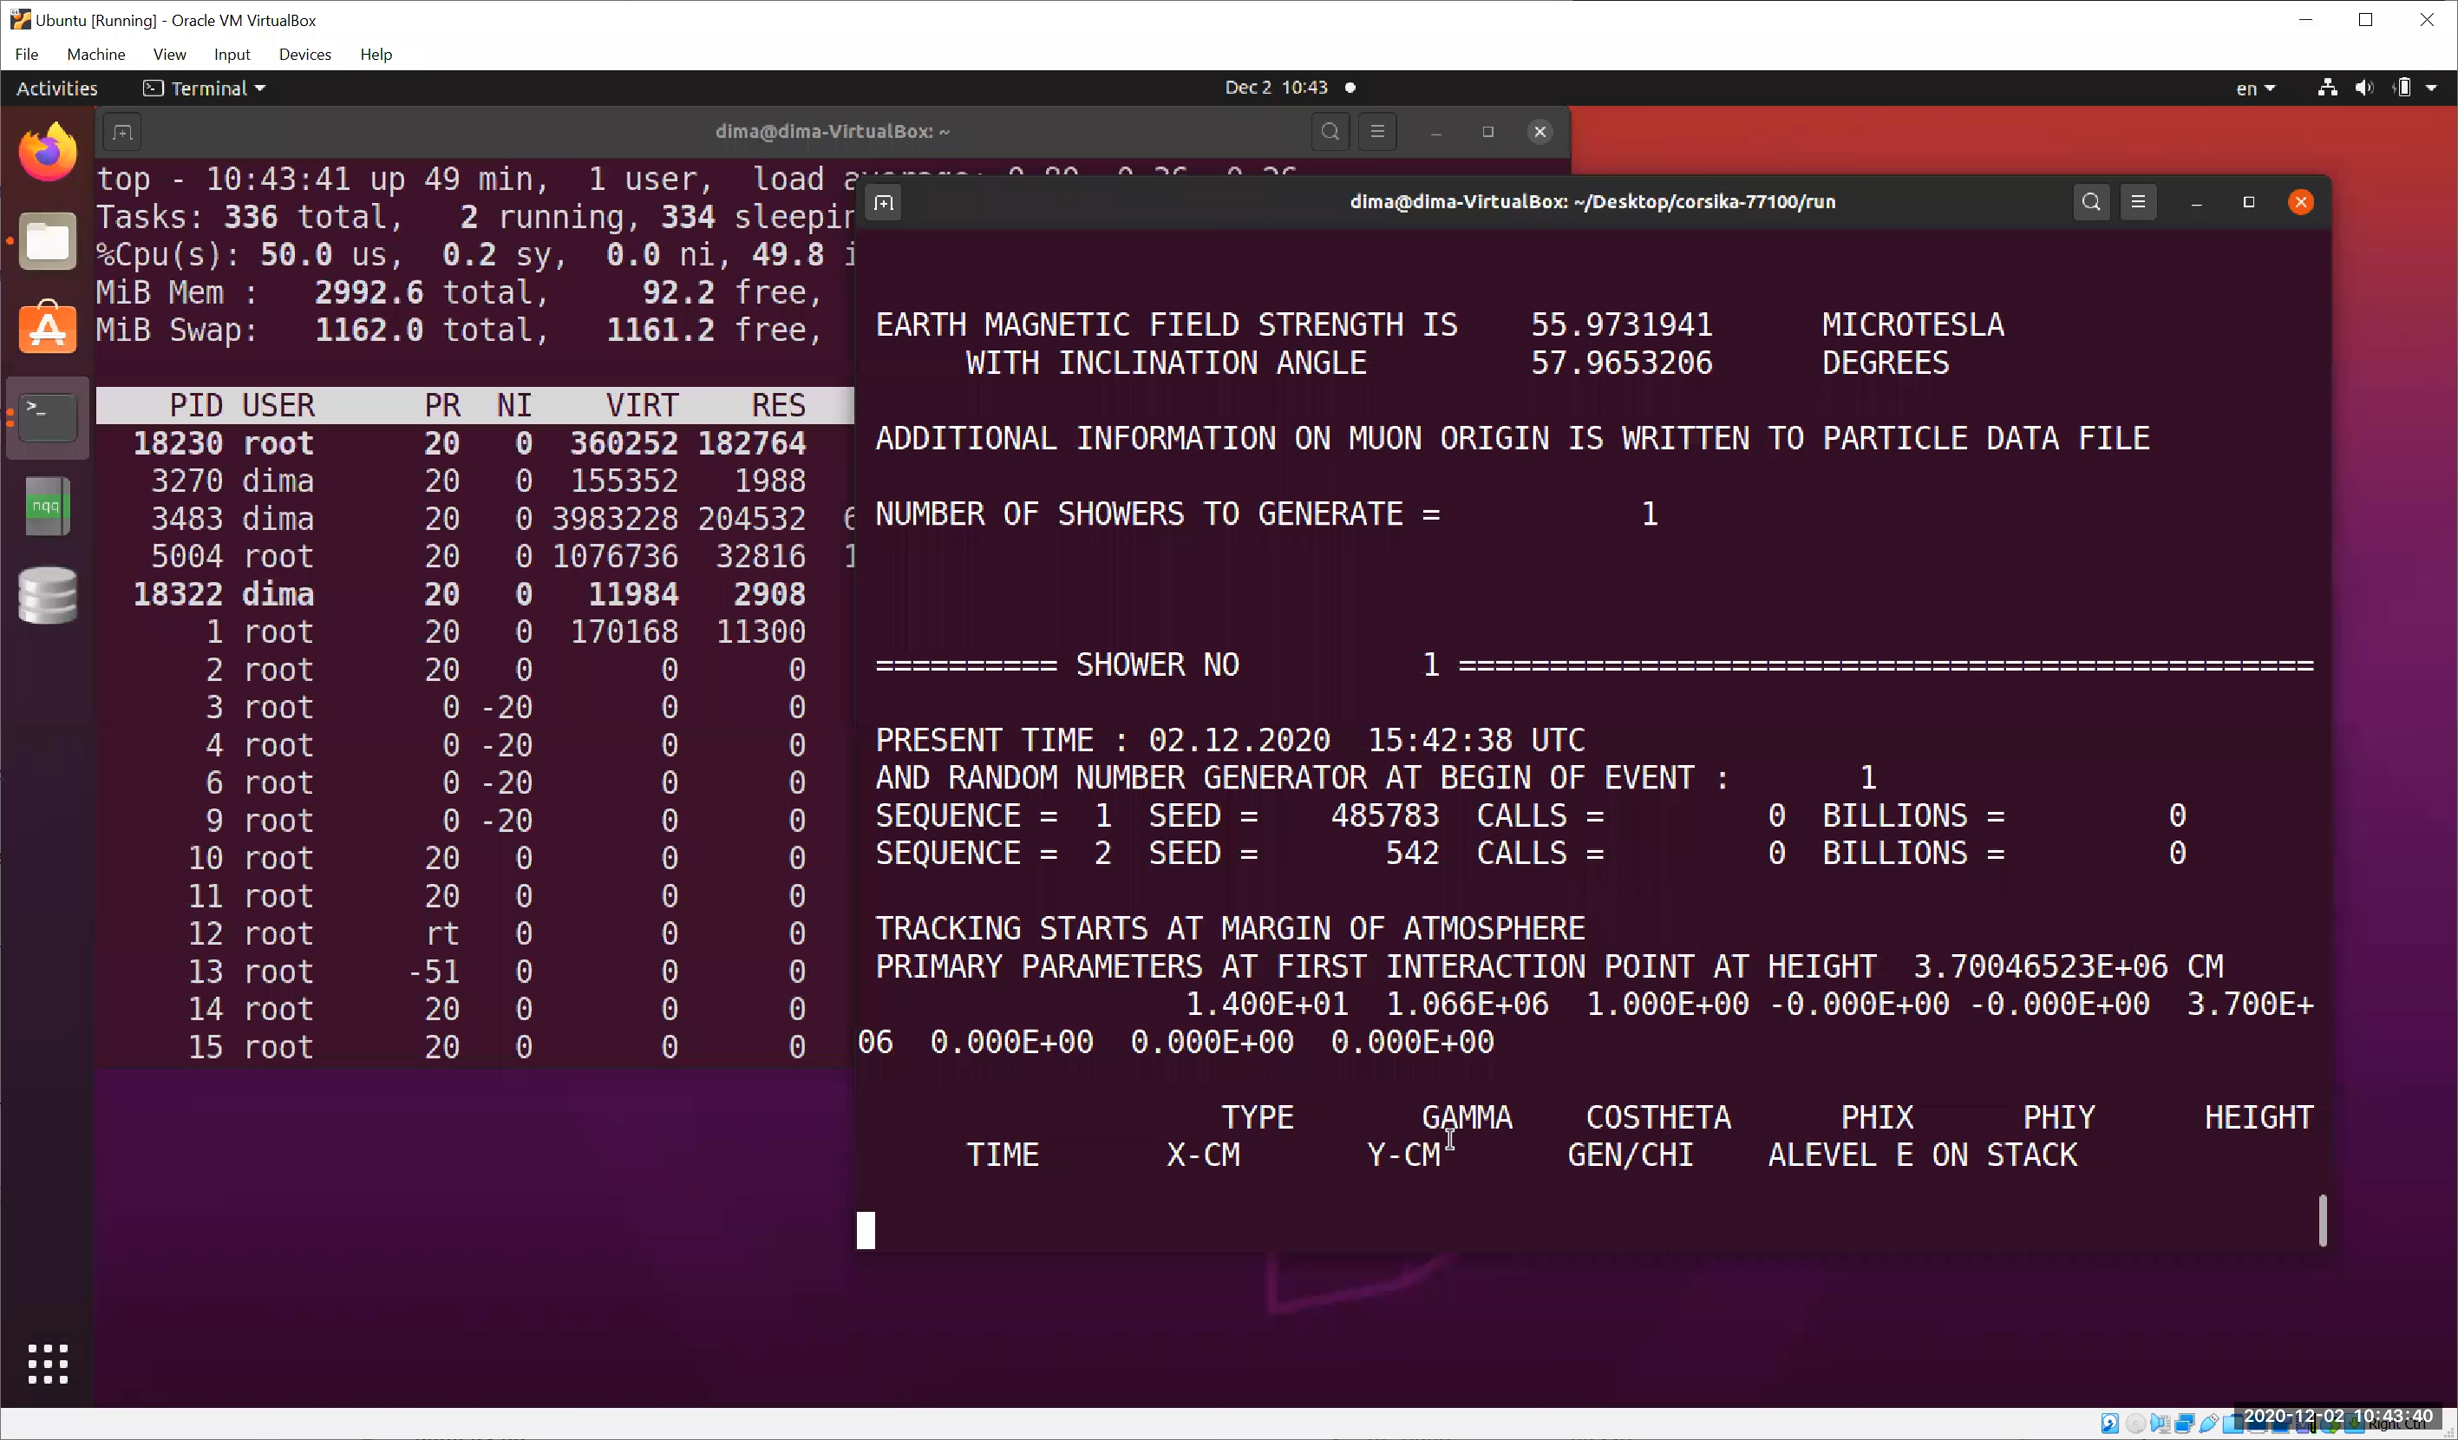 Ubuntu [Running] - Oracle VM VirtualBox
File Machine View Input Devices Help
Activities Terminal Dec 2 10:43 en
dima@dima-VirtualBox: ~
top - 10:43:41 up 49 min, 1 user, load average: 0.80, 0.36, 0.26
Tasks: 336 total, 2 running, 334 sleepin
%Cpu(s): 50.0 us, 0.2 sy, 0.0 ni, 49.8 i
MiB Mem : 2992.6 total, 92.2 free,
MiB Swap: 1162.0 total, 1161.2 free,
PID USER PR NI VIRT RES
18230 root 20 0 360252 182764
3270 dima 20 0 155352 1988
3483 dima 20 0 3983228 204532 6
5004 root 20 0 1076736 32816 1
18322 dima 20 0 11984 2908
1 root 20 0 170168 11300
2 root 20 0 0 0
3 root 0 -20 0 0
4 root 0 -20 0 0
6 root 0 -20 0 0
9 root 0 -20 0 0
10 root 20 0 0 0
11 root 20 0 0 0
12 root rt 0 0 0
13 root -51 0 0 0
14 root 20 0 0 0
15 root 20 0 0 0
dima@dima-VirtualBox: ~/Desktop/corsika-77100/run
EARTH MAGNETIC FIELD STRENGTH IS 55.9731941 MICROTESLA
WITH INCLINATION ANGLE 57.9653206 DEGREES
ADDITIONAL INFORMATION ON MUON ORIGIN IS WRITTEN TO PARTICLE DATA FILE
NUMBER OF SHOWERS TO GENERATE = 1
========== SHOWER NO 1 ===============================================
PRESENT TIME : 02.12.2020 15:42:38 UTC
AND RANDOM NUMBER GENERATOR AT BEGIN OF EVENT : 1
SEQUENCE = 1 SEED = 485783 CALLS = 0 BILLIONS = 0
SEQUENCE = 2 SEED = 542 CALLS = 0 BILLIONS = 0
TRACKING STARTS AT MARGIN OF ATMOSPHERE
PRIMARY PARAMETERS AT FIRST INTERACTION POINT AT HEIGHT 3.70046523E+06 CM
1.400E+01 1.066E+06 1.000E+00 -0.000E+00 -0.000E+00 3.700E+
06 0.000E+00 0.000E+00 0.000E+00
TYPE GAMMA COSTHETA PHIX PHIY HEIGHT
TIME X-CM Y-CM GEN/CHI ALEVEL E ON STACK
nqq
2020-12-02 10:43:40
Right Ctrl